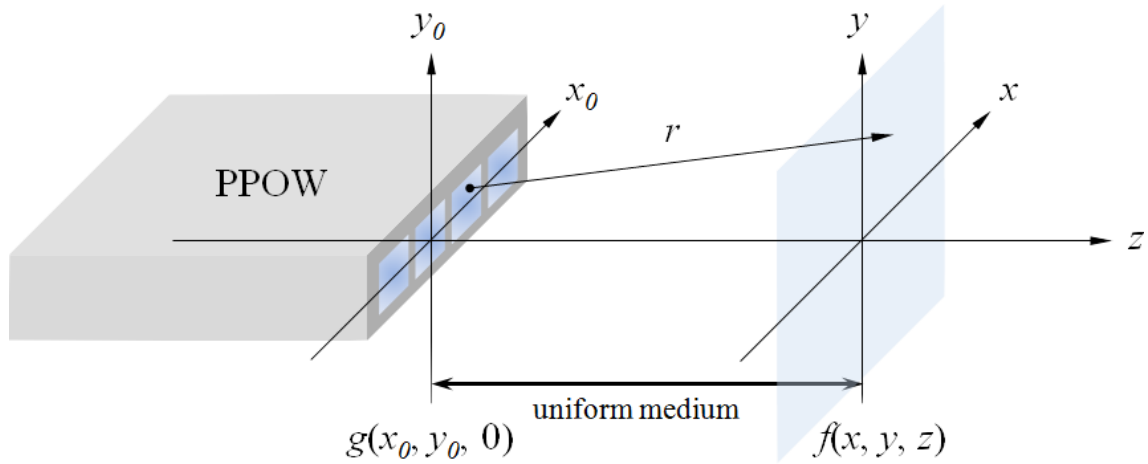 y₀
y
x₀
x
r
PPOW
z
uniform medium
g(x₀, y₀, 0)
f(x, y, z)